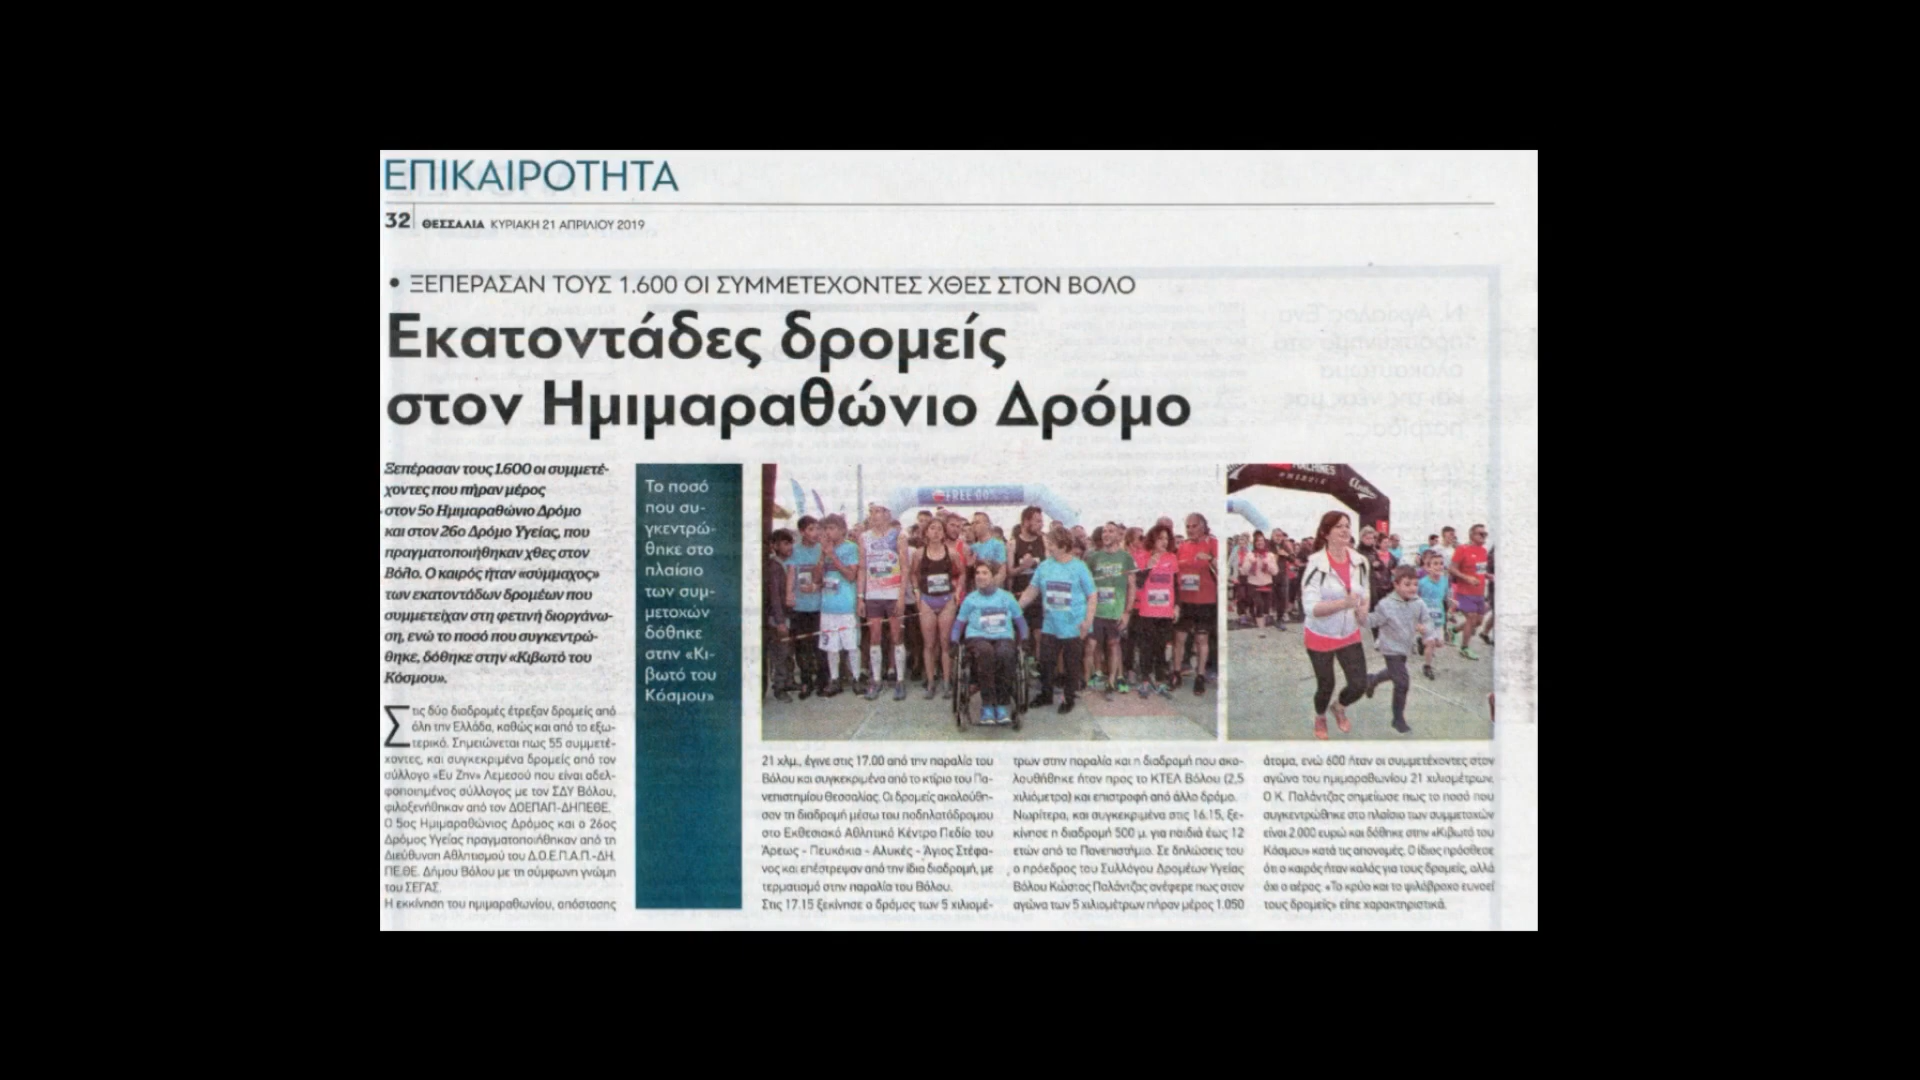 ΕΠΙΚΑΙΡΟΤΗΤΑ
32 ΘΕΣΣΑΛΙΑ ΚΥΡΙΑΚΗ 21 ΑΠΡΙΛΙΟΥ 2019
• ΞΕΠΕΡΑΣΑΝ ΤΟΥΣ 1.600 ΟΙ ΣΥΜΜΕΤΕΧΟΝΤΕΣ ΧΘΕΣ ΣΤΟΝ ΒΟΛΟ
Εκατοντάδες δρομείς
στον Ημιμαραθώνιο Δρόμο
Ξεπέρασαν τους 1.600 οι συμμετέ-
χοντες που πήραν μέρος
στον 5ο Ημιμαραθώνιο Δρόμο
και στον 26ο Δρόμο Υγείας, που
πραγματοποιήθηκαν χθες στον
Βόλο. Ο καιρός ήταν «σύμμαχος»
των εκατοντάδων δρομέων που
συμμετείχαν στη φετινή διοργάνω-
ση, ενώ το ποσό που συγκεντρώ-
θηκε, δόθηκε στην «Κιβωτό του
Κόσμου».
Στις δύο διαδρομές έτρεξαν δρομείς από
όλη την Ελλάδα, καθώς και από το εξω-
τερικό. Σημειώνεται πως 55 συμμετέ-
χοντες, και συγκεκριμένα δρομείς από τον
σύλλογο «Ευ Ζην» Λεμεσού που είναι αδελ-
φοποιημένος σύλλογος με τον ΣΔΥ Βόλου,
φιλοξενήθηκαν από τον ΔΟΕΠΑΠ-ΔΗΠΕΘΕ.
Ο 5ος Ημιμαραθώνιος Δρόμος και ο 26ος
Δρόμος Υγείας πραγματοποιήθηκαν από τη
Διεύθυνση Αθλητισμού του Δ.Ο.Ε.Π.Α.Π.-ΔΗ.
ΠΕ.ΘΕ. Δήμου Βόλου με τη σύμφωνη γνώμη
του ΣΕΓΑΣ.
Η εκκίνηση του ημιμαραθωνίου, απόστασης
Το ποσό
που συ-
γκεντρώ-
θηκε στο
πλαίσιο
των συμ-
μετοχών
δόθηκε
στην «Κι-
βωτό του
Κόσμου»
21 χλμ., έγινε στις 17.00 από την παραλία του
Βόλου και συγκεκριμένα από το κτίριο του Πα-
νεπιστημίου Θεσσαλίας. Οι δρομείς ακολούθη-
σαν τη διαδρομή μέσω του ποδηλατόδρομου
στο Εκθεσιακό Αθλητικό Κέντρο Πεδίο του
Άρεως - Πευκάκια - Αλυκές - Άγιος Στέφα-
νος και επέστρεψαν από την ίδια διαδρομή, με
τερματισμό στην παραλία του Βόλου.
Στις 17.15 ξεκίνησε ο δρόμος των 5 χιλιομέ-
τρων στην παραλία και η διαδρομή που ακο-
λουθήθηκε ήταν προς το ΚΤΕΛ Βόλου (2,5
χιλιόμετρα) και επιστροφή από άλλο δρόμο.
Νωρίτερα, και συγκεκριμένα στις 16.15, ξε-
κίνησε η διαδρομή 500 μ. για παιδιά έως 12
ετών από το Πανεπιστήμιο. Σε δηλώσεις του
ο πρόεδρος του Συλλόγου Δρομέων Υγείας
Βόλου Κώστας Παλάντζας ανέφερε πως στον
αγώνα των 5 χιλιομέτρων πήραν μέρος 1.050
άτομα, ενώ 600 ήταν οι συμμετέχοντες στον
αγώνα του ημιμαραθωνίου 21 χιλιομέτρων.
Ο Κ. Παλάντζας σημείωσε πως το ποσό που
συγκεντρώθηκε στο πλαίσιο των συμμετοχών
είναι 2.000 ευρώ και δόθηκε στην «Κιβωτό του
Κόσμου» κατά τις απονομές. Ο ίδιος πρόσθεσε
ότι ο καιρός ήταν καλός για τους δρομείς, αλλά
όχι ο αέρας. «Το κρύο και το ψιλόβροχο ευνοεί
τους δρομείς» είπε χαρακτηριστικά.